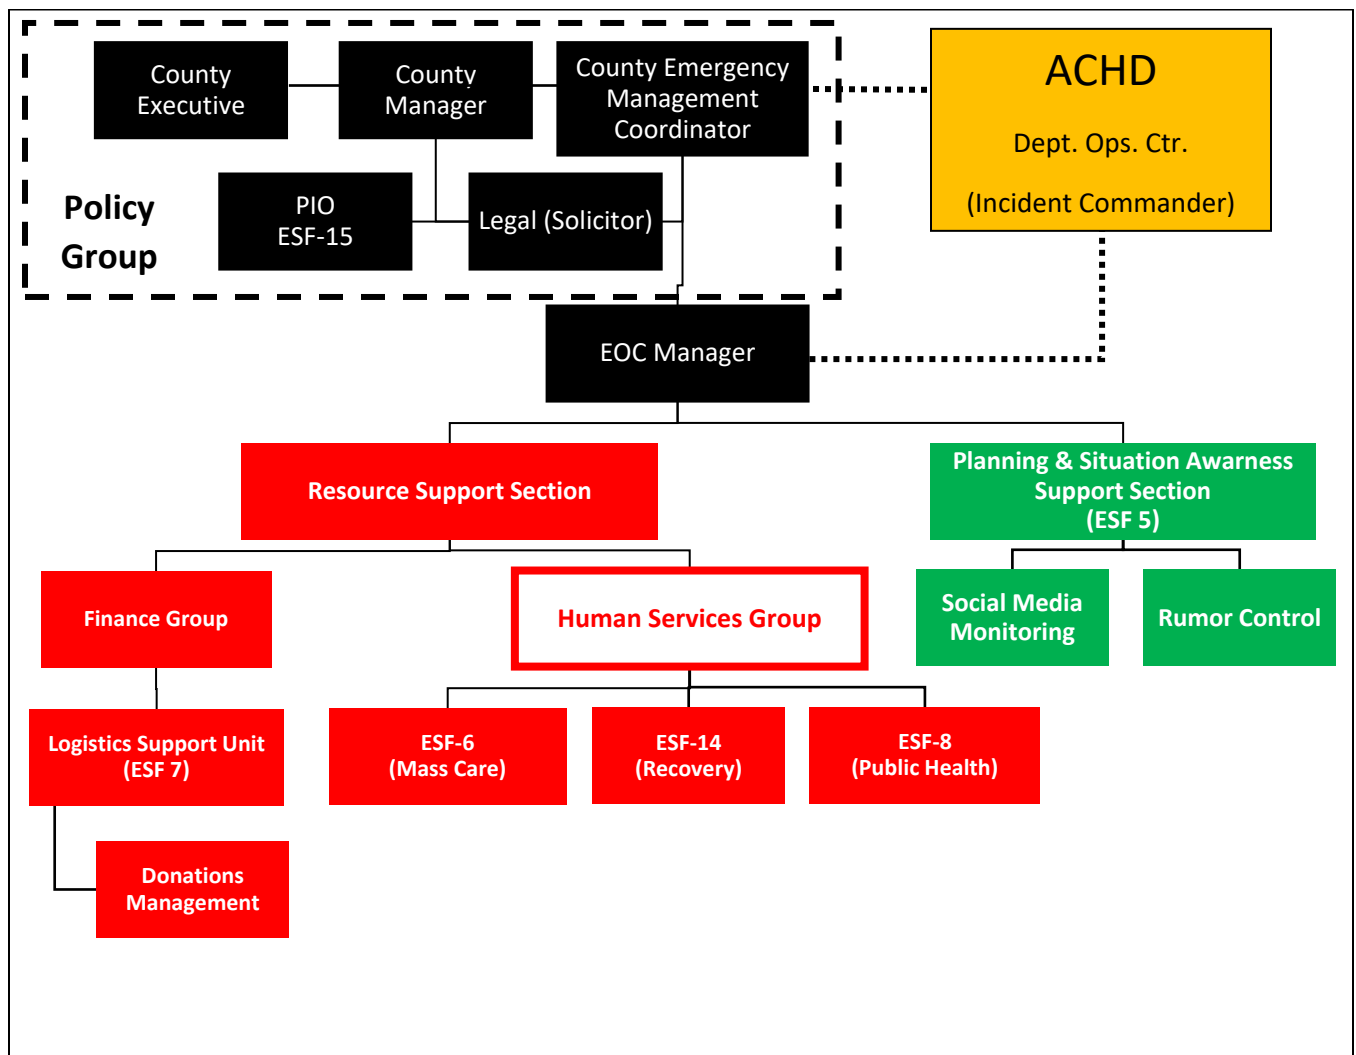 County
Executive
County
Manager
County Emergency
Management
Coordinator
ACHD
Dept. Ops. Ctr.
(Incident Commander)
Policy
Group
PIO
ESF-15
Legal (Solicitor)
EOC Manager
Resource Support Section
Planning & Situation Awarness
Support Section
(ESF 5)
Finance Group
Human Services Group
Social Media
Monitoring
Rumor Control
Logistics Support Unit
(ESF 7)
ESF-6
(Mass Care)
ESF-14
(Recovery)
ESF-8
(Public Health)
Donations
Management